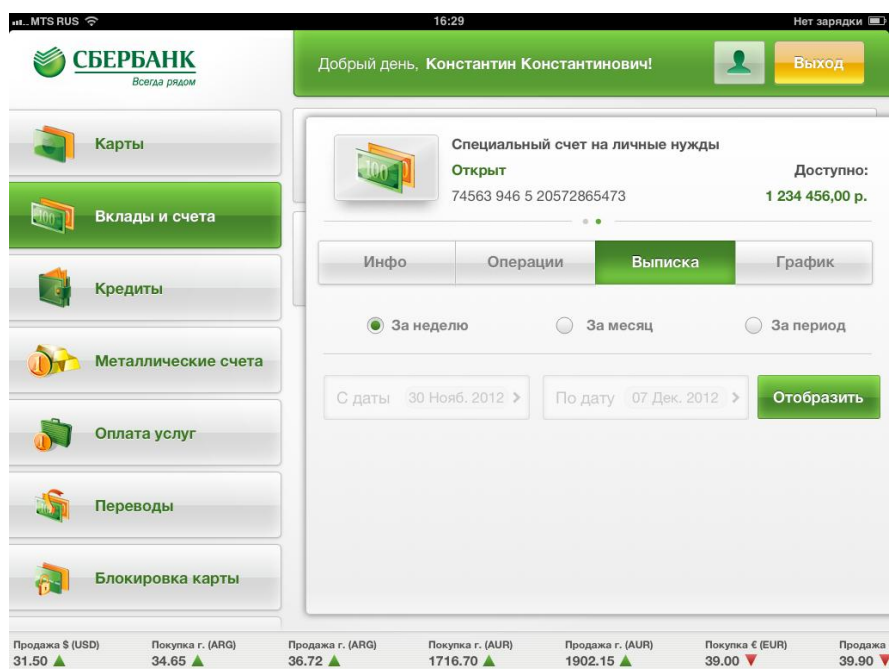 MTS RUS
16:29
Нет зарядки
СБЕРБАНК
Всегда рядом
Добрый день, Константин Константинович!
Выход
Карты
Вклады и счета
Кредиты
Металлические счета
Оплата услуг
Переводы
Блокировка карты
Специальный счет на личные нужды
Открыт
Доступно:
74563 946 5 20572865473
1 234 456,00 р.
Инфо
Операции
Выписка
График
За неделю
За месяц
За период
С даты 30 Нояб. 2012
По дату 07 Дек. 2012
Отобразить
Продажа $ (USD)
31.50
Покупка г. (ARG)
34.65
Продажа г. (ARG)
36.72
Покупка г. (AUR)
1716.70
Продажа г. (AUR)
1902.15
Покупка € (EUR)
39.00
Продажа
39.90